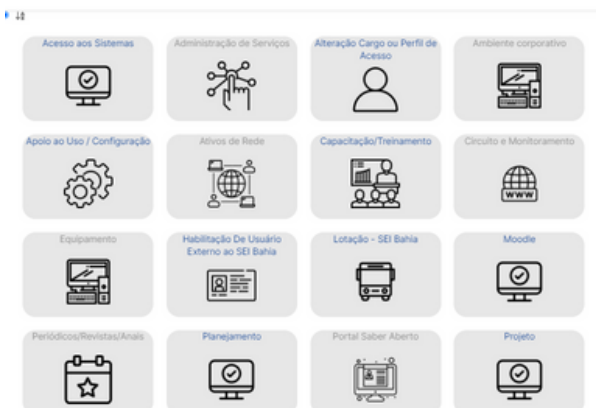 Acesso aos Sistemas
Administração de Serviços
Alteração Cargo ou Perfil de
Acesso
Ambiente corporativo
Apoio ao Uso / Configuração
Ativos de Rede
Capacitação/Treinamento
Circuito e Monitoramento
WWW
Equipamento
Habilitação De Usuário
Externo ao SEI Bahia
Lotação - SEI Bahia
Moodle
Periódicos/Revistas/Anais
Planejamento
Portal Saber Aberto
Projeto